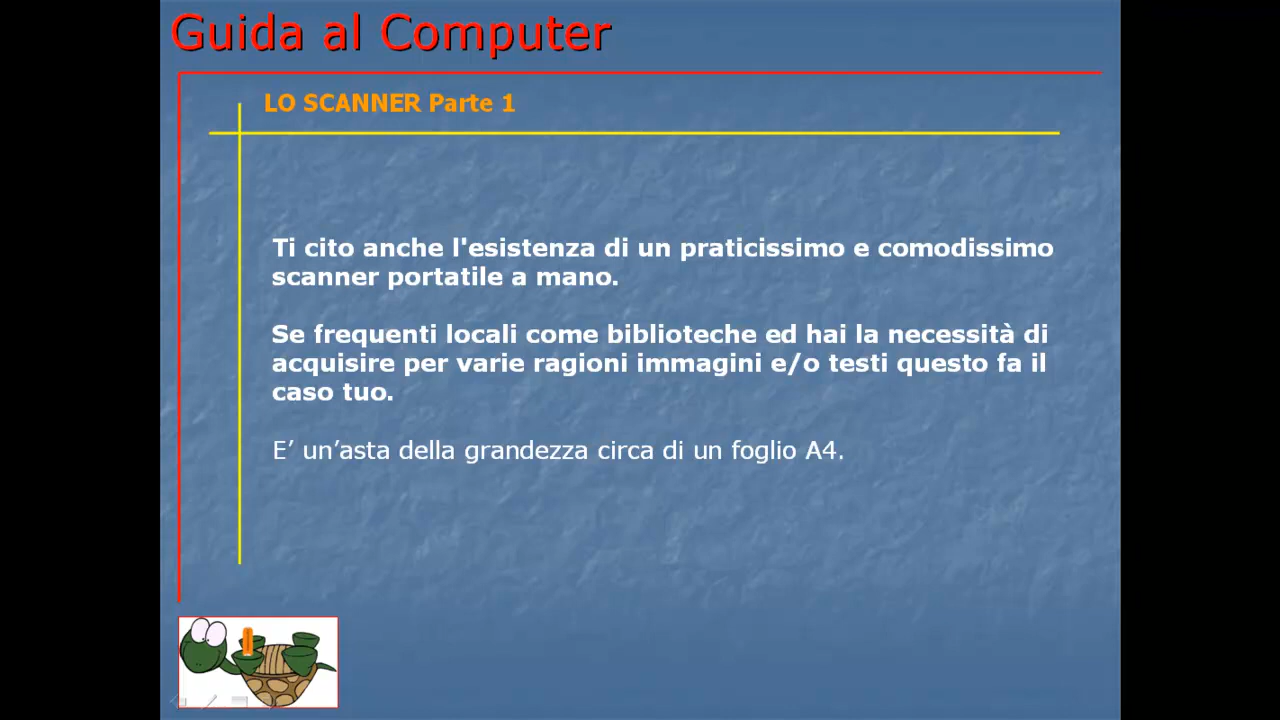 Guida al Computer
LO SCANNER Parte 1
Ti cito anche l'esistenza di un praticissimo e comodissimo
scanner portatile a mano.
Se frequenti locali come biblioteche ed hai la necessità di
acquisire per varie ragioni immagini e/o testi questo fa il
caso tuo.
E’ un’asta della grandezza circa di un foglio A4.